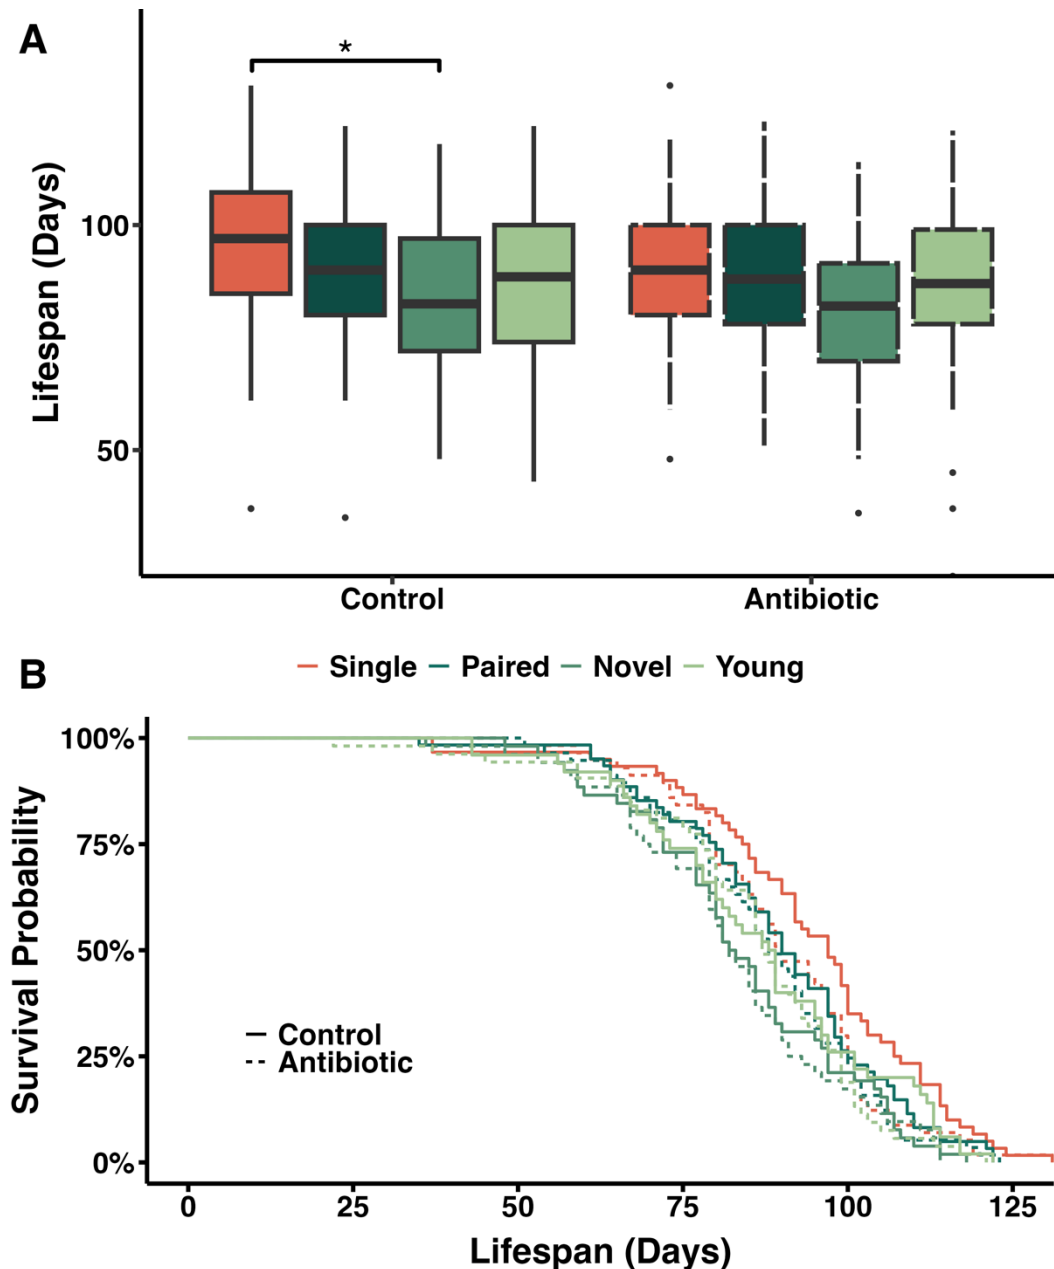 A
*
Lifespan (Days)
100
50
Control Antibiotic
Single Paired Novel Young
B
Survival Probability
100%
75%
50%
25%
0%
Control
Antibiotic
0 25 50 75 100 125
Lifespan (Days)